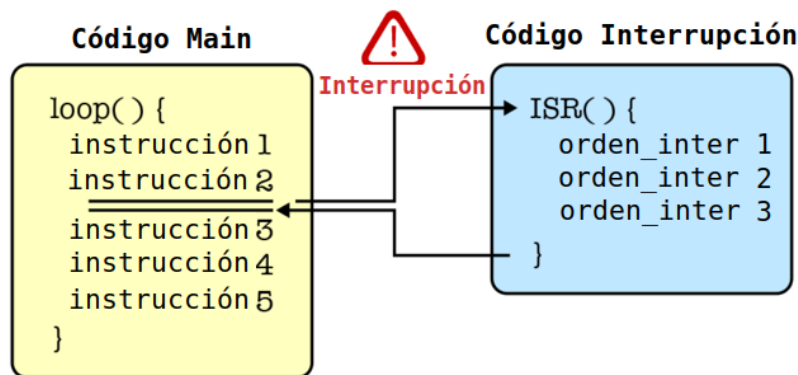 Código Main
loop() {
instrucción 1
instrucción 2
instrucción 3
instrucción 4
instrucción 5
}
!
Interrupción
Código Interrupción
ISR() {
orden_inter 1
orden_inter 2
orden_inter 3
}